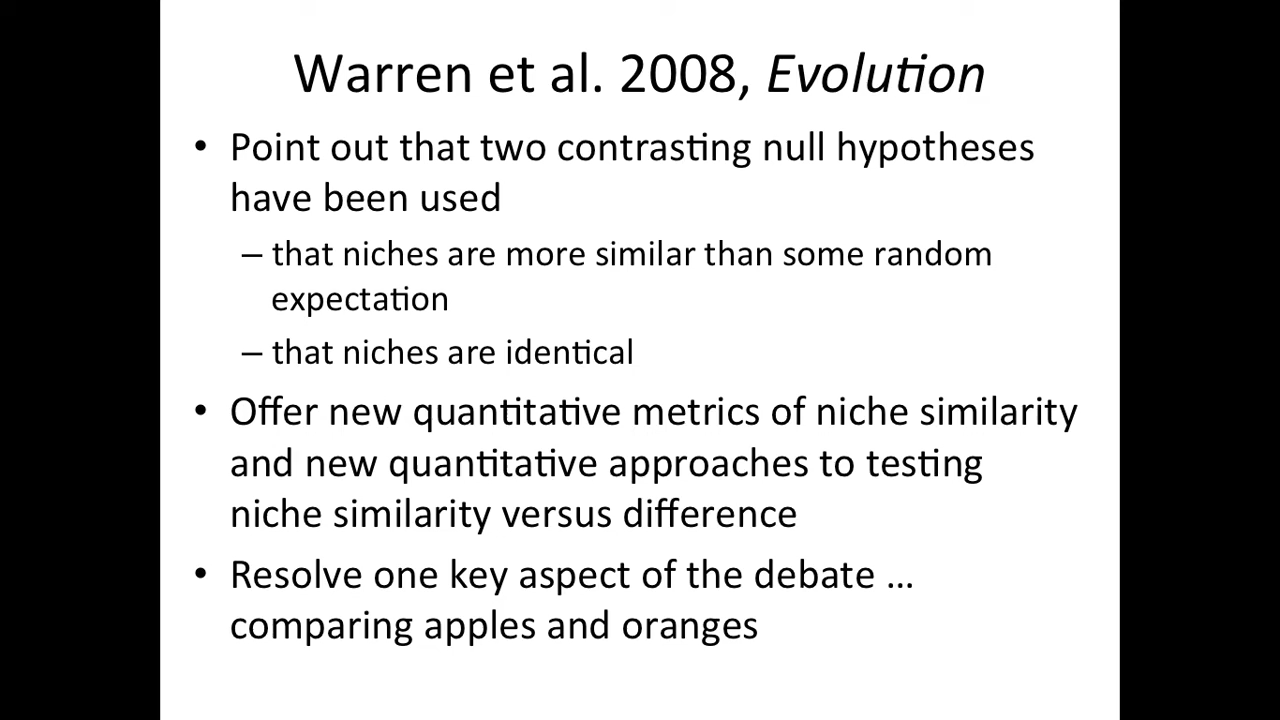 Warren et al. 2008, Evolution
• Point out that two contrasting null hypotheses
have been used
– that niches are more similar than some random
expectation
– that niches are identical
• Offer new quantitative metrics of niche similarity
and new quantitative approaches to testing
niche similarity versus difference
• Resolve one key aspect of the debate …
comparing apples and oranges